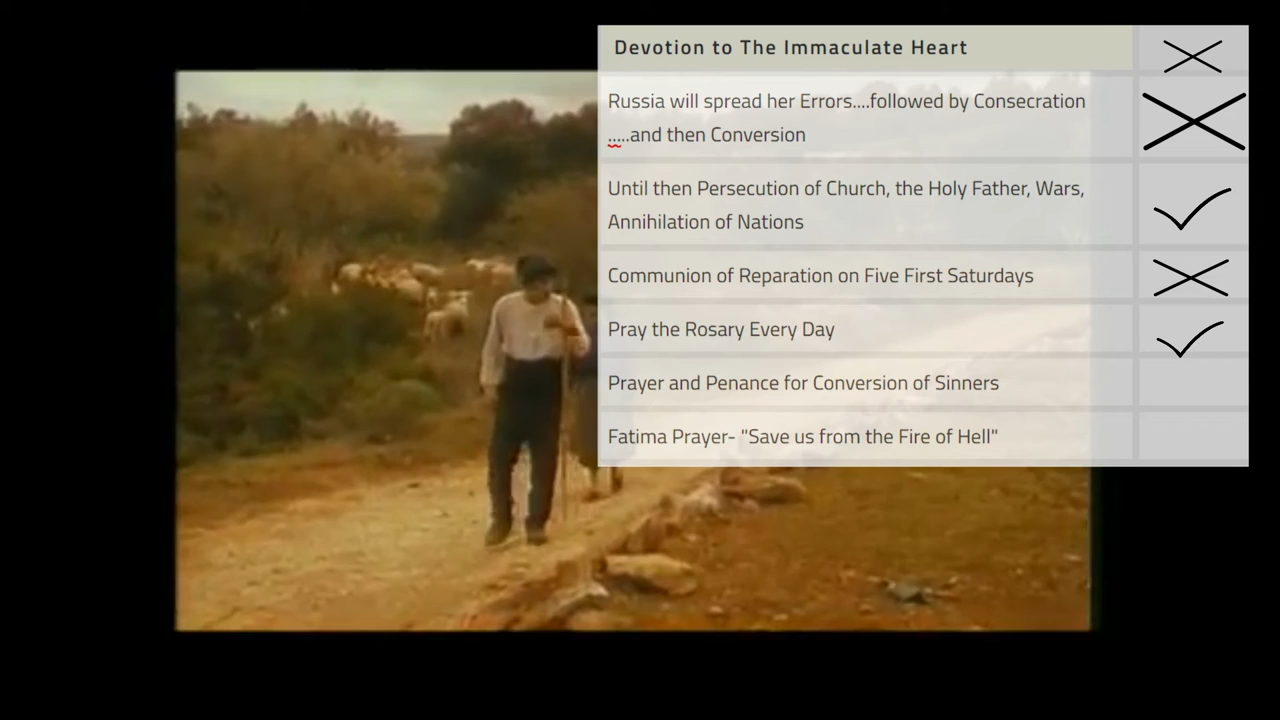 Devotion to The Immaculate Heart
Russia will spread her Errors....followed by Consecration
.....and then Conversion
Until then Persecution of Church, the Holy Father, Wars,
Annihilation of Nations
Communion of Reparation on Five First Saturdays
Pray the Rosary Every Day
Prayer and Penance for Conversion of Sinners
Fatima Prayer- "Save us from the Fire of Hell"